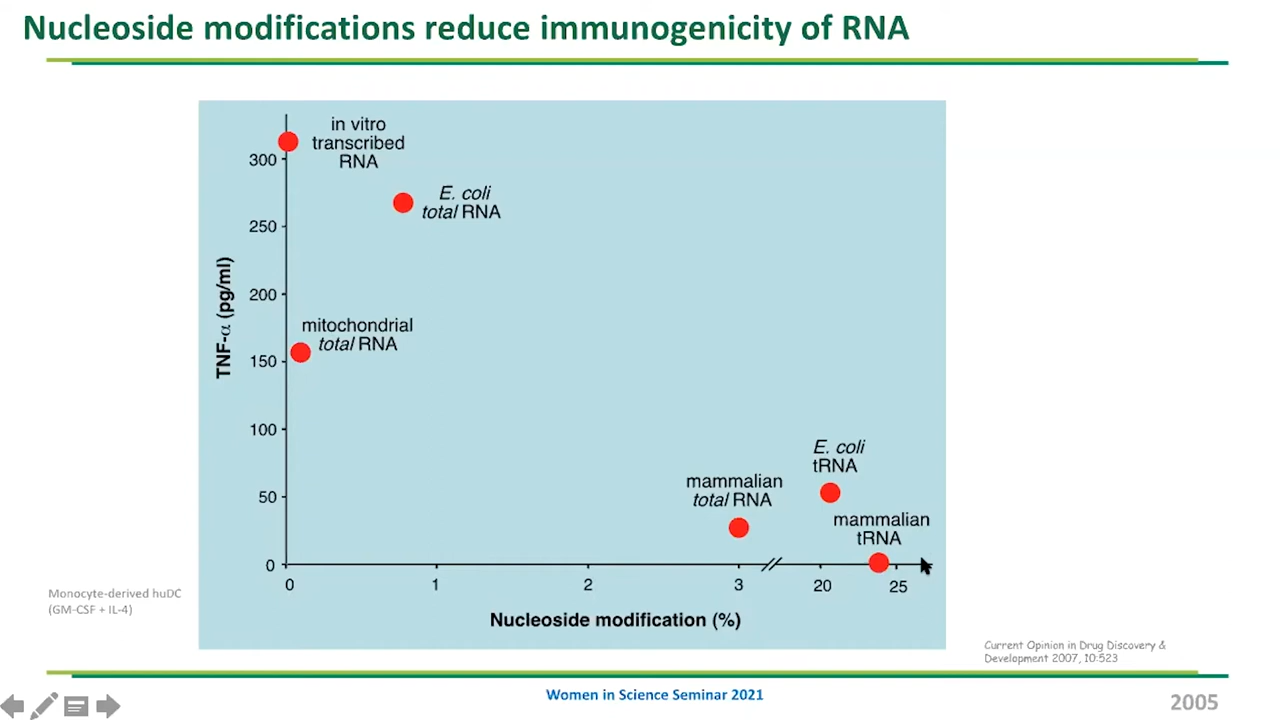 Nucleoside modifications reduce immunogenicity of RNA
in vitro
transcribed
RNA
E. coli
total RNA
mitochondrial
total RNA
mammalian
total RNA
E. coli
tRNA
mammalian
tRNA
TNF-α (pg/ml)
300
250
200
150
100
50
0
0
1
2
3
20
25
Nucleoside modification (%)
Monocyte-derived huDC
(GM-CSF + IL-4)
Current Opinion in Drug Discovery &
Development 2007, 10:523
Women in Science Seminar 2021
2005